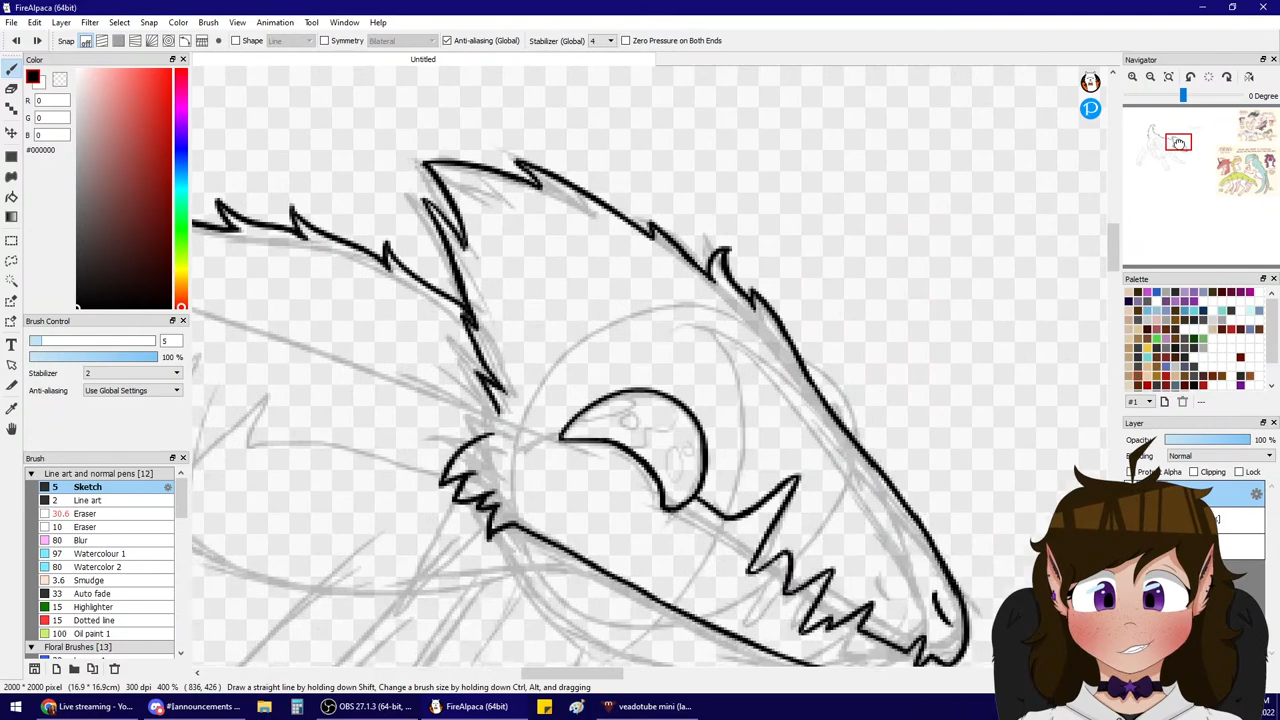 FireAlpaca (64bit)
File Edit Layer Filter Select Snap Color Brush View Animation Tool Window Help
Snap off Shape Line Symmetry Bilateral Anti-aliasing (Global) Stabilizer (Global) 4 Zero Pressure on Both Ends
Color
Untitled
Navigator
R 0
G 0
B 0
#000000
0 Degree
Brush Control
5
100 %
Stabilizer 2
Anti-aliasing Use Global Settings
Palette
#1 ---
Layer
Opacity 100 %
Normal
Protect Alpha Clipping Lock
Brush
Line art and normal pens [12]
5 Sketch
2 Line art
30.6 Eraser
10 Eraser
80 Blur
97 Watercolour 1
80 Watercolor 2
3.6 Smudge
33 Auto fade
15 Highlighter
15 Dotted line
100 Oil paint 1
Floral Brushes [13]
2000 * 2000 pixel (16.9 * 16.9cm) 300 dpi 400 % (836, 426) Draw a straight line by holding down Shift, Change a brush size by holding down Ctrl, Alt, and dragging
Live streaming - Yo... #[announcements OBS 27.1.3 (64-bit, ... FireAlpaca (64bit) veadotube mini (la...